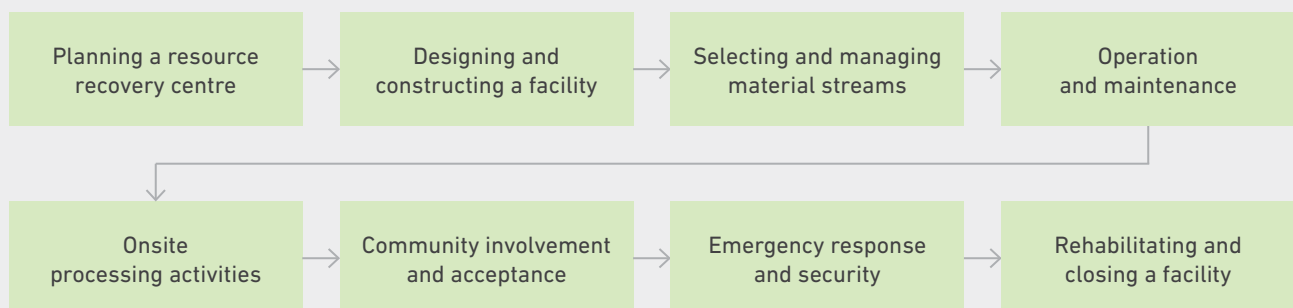 Planning a resource
recovery centre
Designing and
constructing a facility
Selecting and managing
material streams
Operation
and maintenance
Onsite
processing activities
Community involvement
and acceptance
Emergency response
and security
Rehabilitating and
closing a facility